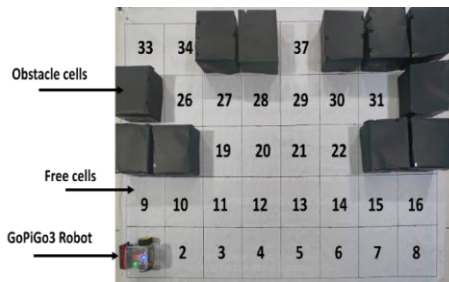 33 34 37
Obstacle cells
26 27 28 29 30 31
19 20 21 22
Free cells
9 10 11 12 13 14 15 16
GoPiGo3 Robot
2 3 4 5 6 7 8